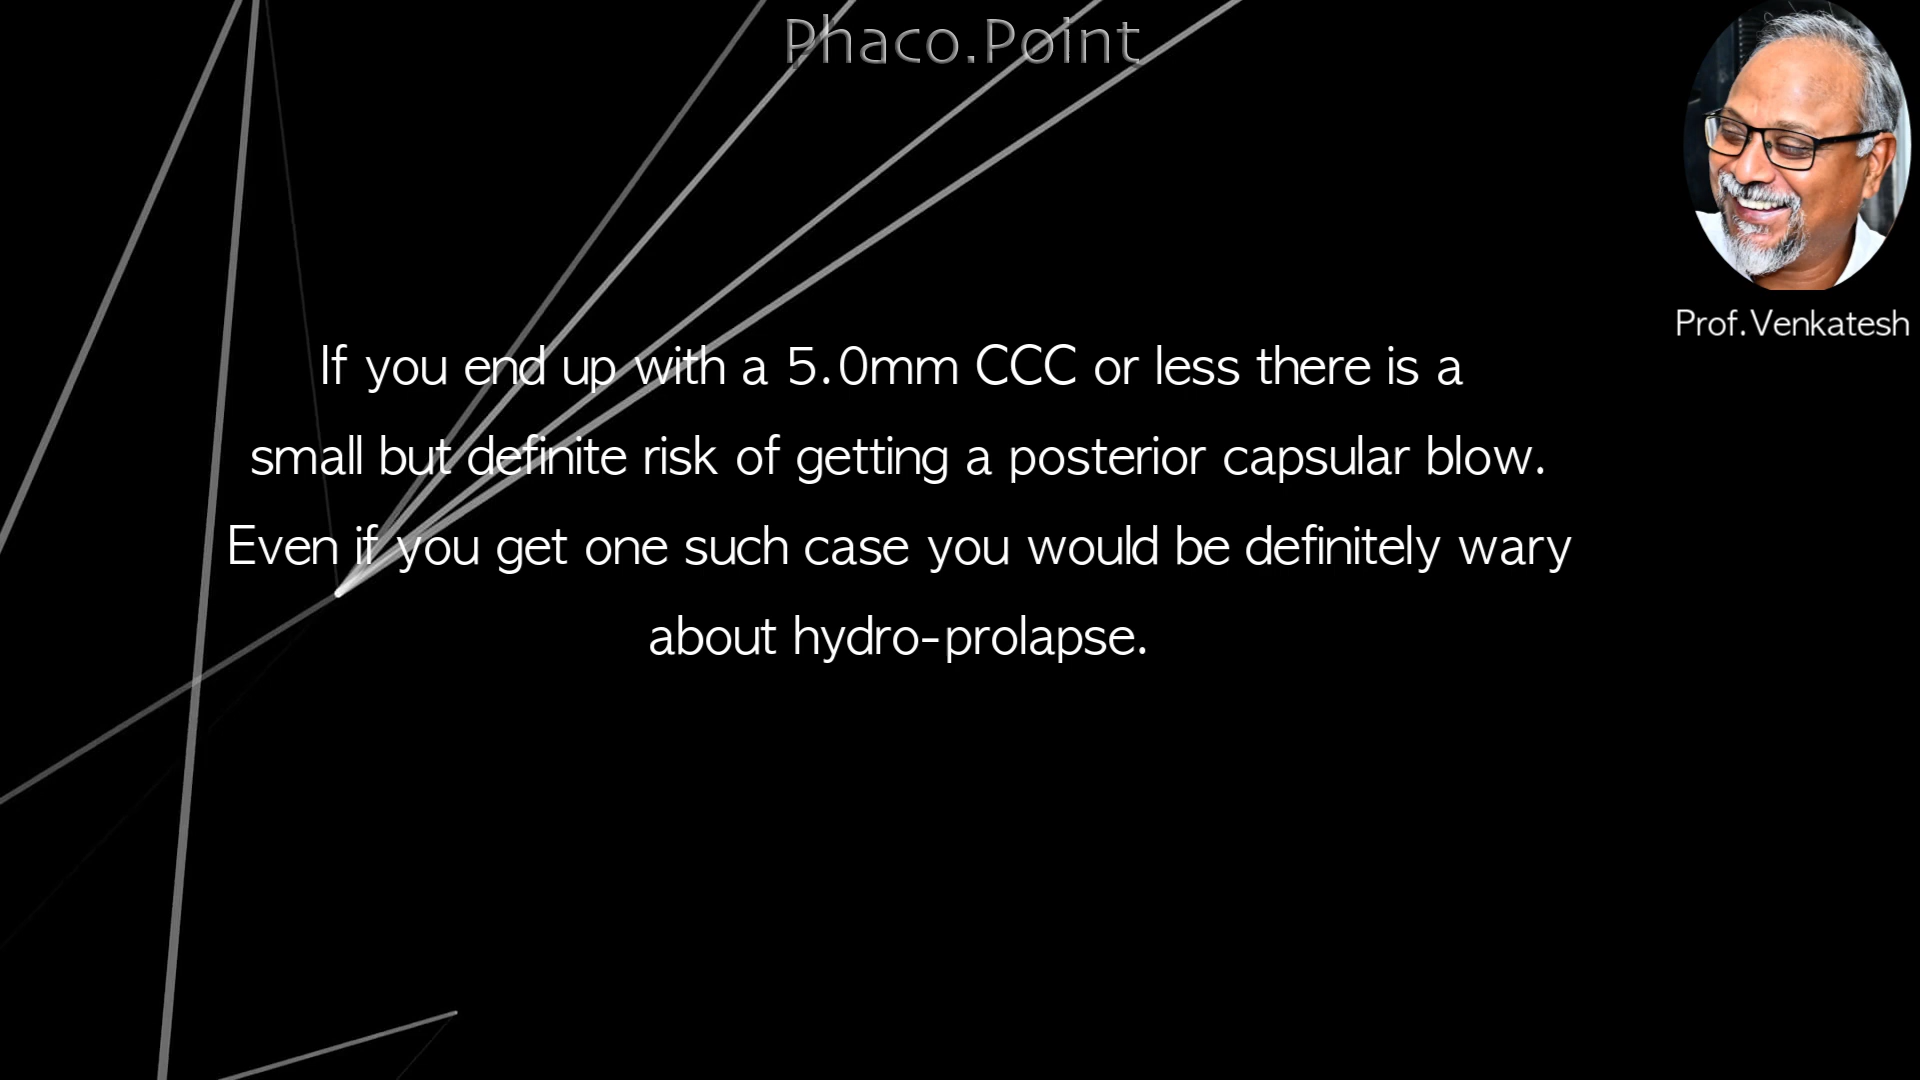 Phaco.Point
Prof.Venkatesh
If you end up with a 5.0mm CCC or less there is a
small but definite risk of getting a posterior capsular blow.
Even if you get one such case you would be definitely wary
about hydro-prolapse.